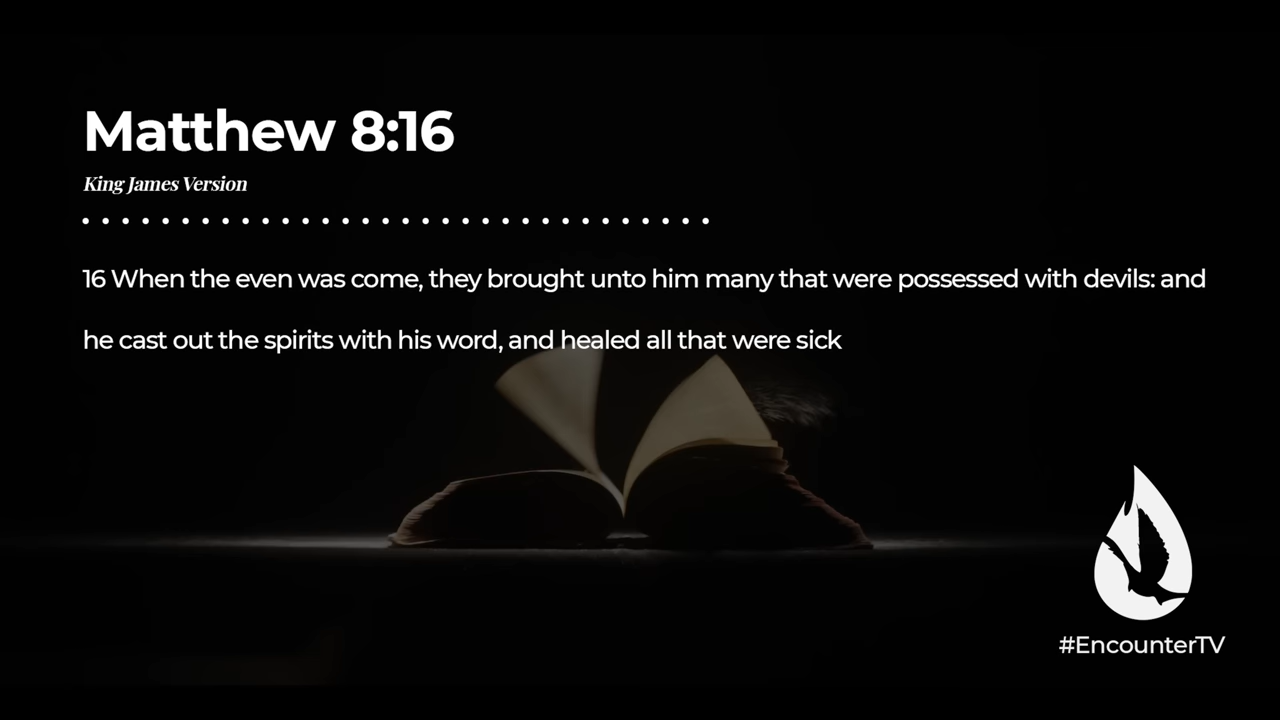 Matthew 8:16
King James Version
16 When the even was come, they brought unto him many that were possessed with devils: and
he cast out the spirits with his word, and healed all that were sick
#EncounterTV